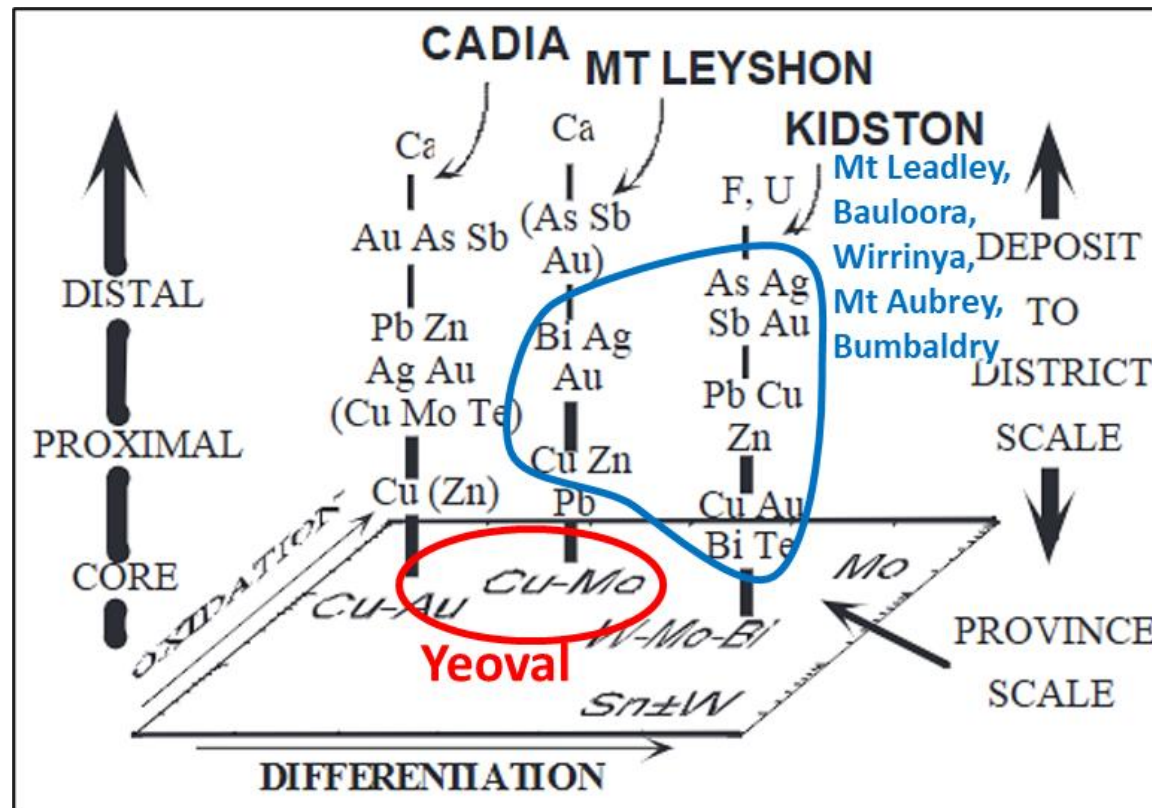 CADIA
MT LEYSHON
KIDSTON
Mt Leadley,
Bauloora,
Wirrinya,
Mt Aubrey,
Bumbaldry
DISTAL
PROXIMAL
CORE
Ca
Au As Sb
Pb Zn
Ag Au
(Cu Mo Te)
Cu (Zn)
Ca
(As Sb
Au)
Bi Ag
Au
Cu Zn
Pb
F, U
As Ag
Sb Au
Pb Cu
Zn
Cu Au
Bi Te
DEPOSIT
TO
DISTRICT
SCALE
PROVINCE
SCALE
OXIDATION
Cu-Au
Cu-Mo
W-Mo-Bi
Mo
Sn±W
Yeoval
DIFFERENTIATION